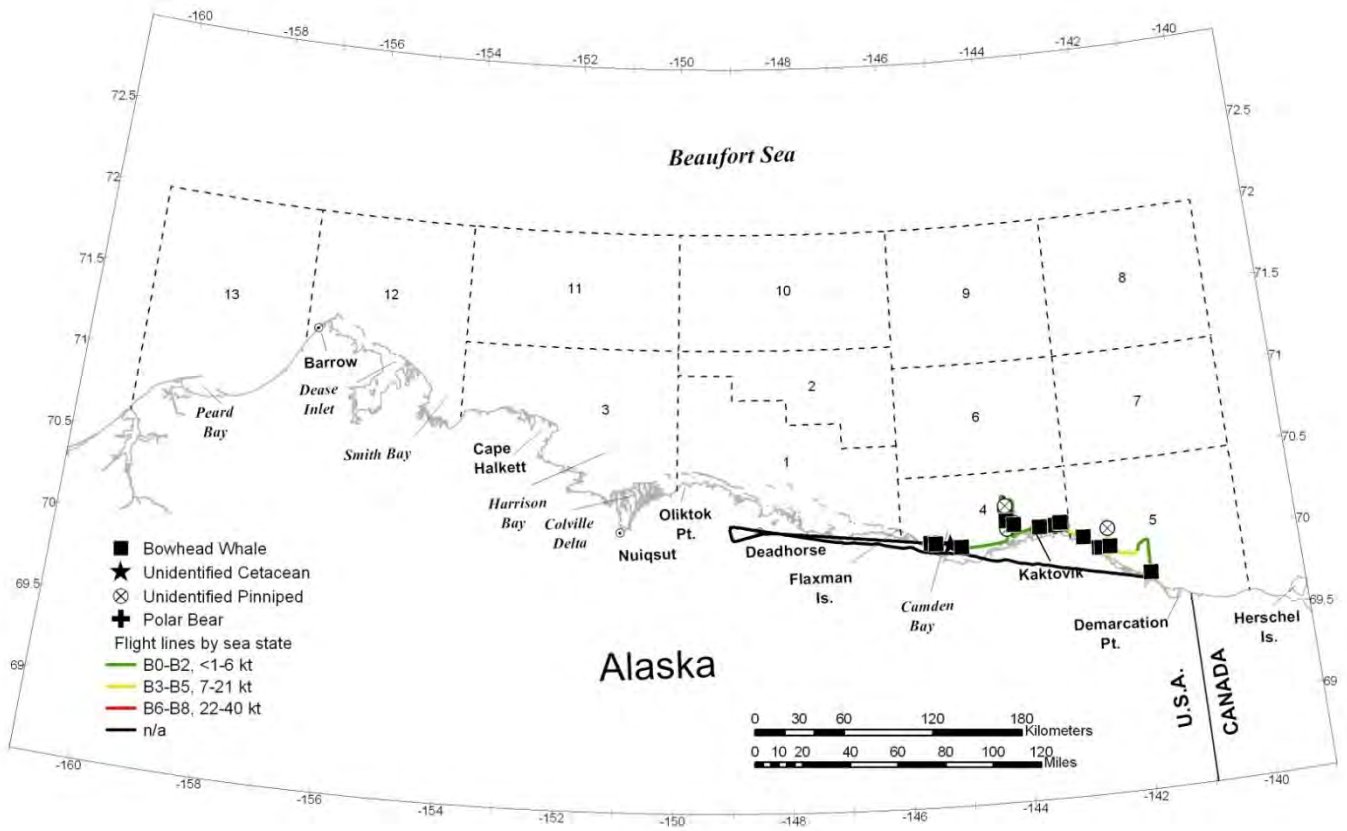 -160
-158
-156
-154
-152
-150
-148
-146
-144
-142
-140
72.5
72.5
Beaufort Sea
72
72
71.5
71.5
13
12
11
10
9
8
71
71
Barrow
Dease
Inlet
2
3
6
7
Peard
Bay
70.5
70.5
Smith Bay
Cape
Halkett
1
Harrison
Bay
Colville
Delta
Oliktok
Pt.
4
5
70
70
Nuiqsut
Deadhorse
Flaxman
Is.
Kaktovik
Camden
Bay
Demarcation
Pt.
Herschel
Is.
69.5
69.5
Bowhead Whale
Unidentified Cetacean
Unidentified Pinniped
Polar Bear
Flight lines by sea state
B0-B2, <1-6 kt
B3-B5, 7-21 kt
B6-B8, 22-40 kt
n/a
69
69
Alaska
U.S.A.
CANADA
0 30 60 120 180
Kilometers
0 10 20 40 60 80 100 120
Miles
-160
-158
-156
-154
-152
-150
-148
-146
-144
-142
-140